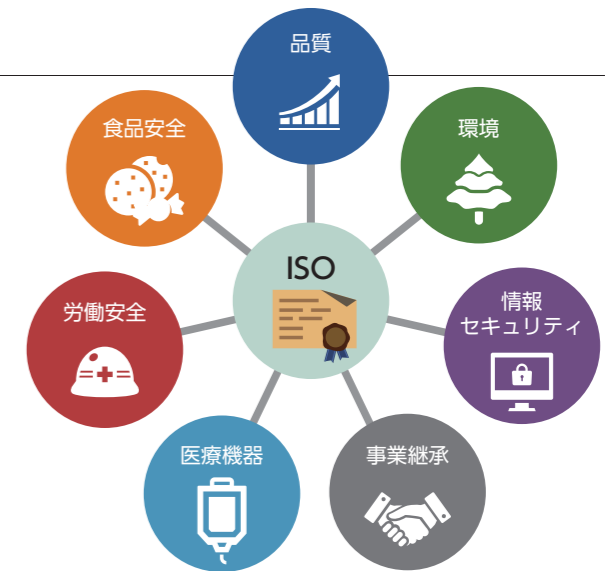 品質
環境
情報
セキュリティ
事業継承
医療機器
労働安全
食品安全
ISO